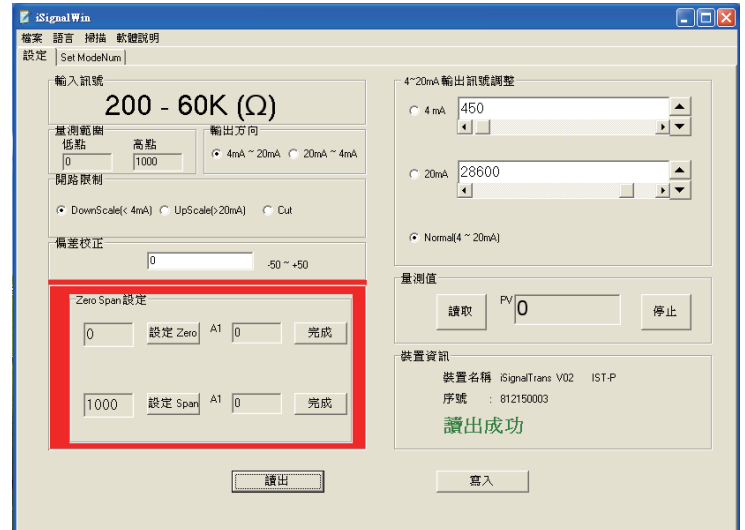 iSignalWin
檔案 語言 掃描 軟體說明
設定 Set ModeNum
輸入訊號
200 - 60K (Ω)
量測範圍
低點 高點
0 1000
輸出方向
4mA ~ 20mA 20mA ~ 4mA
開路限制
DownScale(< 4mA) UpScale(>20mA) Cut
偏差校正
0 -50 ~ +50
Zero Span設定
0 設定 Zero A1 0 完成
1000 設定 Span A1 0 完成
讀出
4~20mA 輸出訊號調整
4 mA 450
20mA 28600
Normal(4 ~ 20mA)
量測值
讀取 PV 0 停止
裝置資訊
裝置名稱 iSignalTrans V02 IST-P
序號 : 812150003
讀出成功
寫入